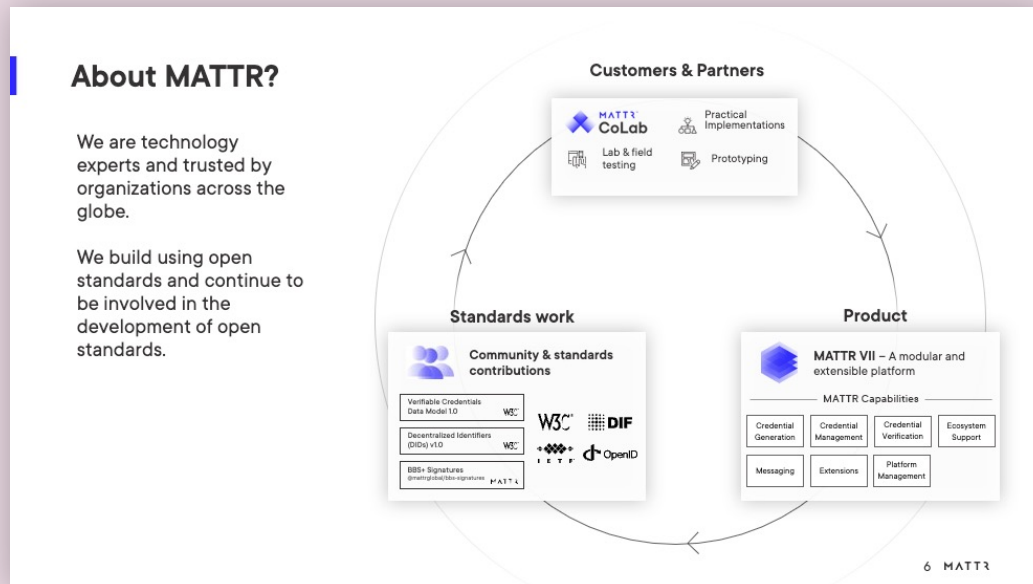 About MATTR?
We are technology
experts and trusted by
organizations across the
globe.
We build using open
standards and continue to
be involved in the
development of open
standards.
Customers & Partners
MATTR
CoLab
Practical
Implementations
Lab & field
testing
Prototyping
Standards work
Community & standards
contributions
Verifiable Credentials
Data Model 1.0
W3C
Decentralized Identifiers
(DIDs) v1.0
W3C
BBS+ Signatures
@mattrglobal/bbs-signatures
MATTR
W3C
DIF
IETF
OpenID
Product
MATTR VII – A modular and
extensible platform
MATTR Capabilities
Credential
Generation
Credential
Management
Credential
Verification
Ecosystem
Support
Messaging
Extensions
Platform
Management
6 MATTR